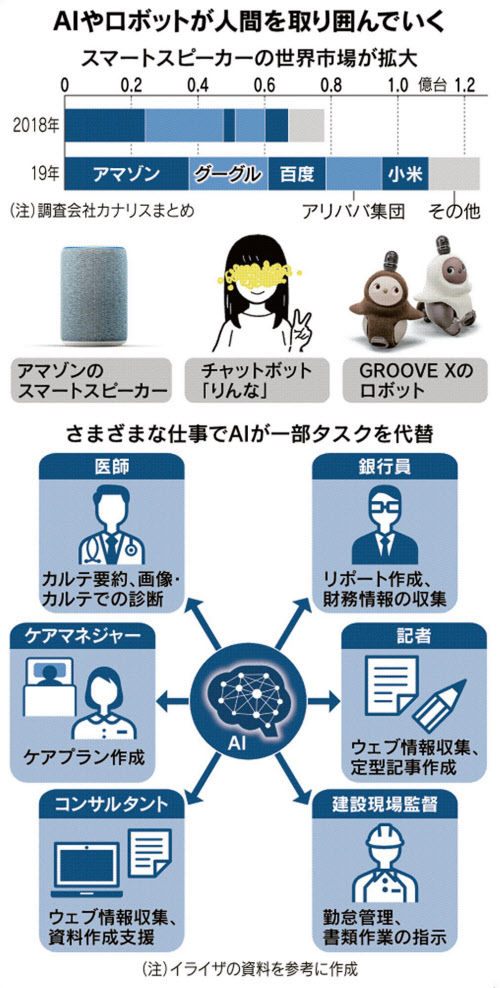 AIやロボットが人間を取り囲んでいく
スマートスピーカーの世界市場が拡大
0 0.2 0.4 0.6 0.8 1.0 億台 1.2
2018年
19年 アマゾン グーグル 百度 小米
(注)調査会社カナリスまとめ アリババ集団 その他
アマゾンの
スマートスピーカー
チャットボット
「りんな」
GROOVE Xの
ロボット
さまざまな仕事でAIが一部タスクを代替
医師
カルテ要約、画像・
カルテでの診断
銀行員
リポート作成、
財務情報の収集
ケアマネジャー
ケアプラン作成
AI
記者
ウェブ情報収集、
定型記事作成
コンサルタント
ウェブ情報収集、
資料作成支援
建設現場監督
勤怠管理、
書類作業の指示
(注)イライザの資料を参考に作成